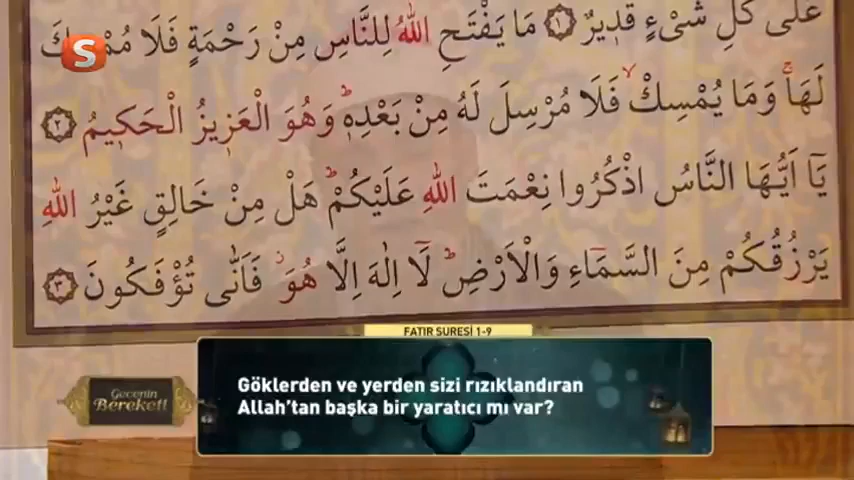 عَلٰى كُلِّ شَیْءٍ قَد۪يرٌ ﴿١﴾ مَا يَفْتَحِ اللّٰهُ لِلنَّاسِ مِنْ رَحْمَةٍ فَلَا
S
لَهَاۚ وَمَا يُمْسِكْۙ فَلَا مُرْسِلَ لَهُ مِنْ بَعْدِه۪ۜ وَهُوَ الْعَز۪يزُ الْحَك۪يمُ ﴿٢﴾
يَٓا اَيُّهَا النَّاسُ اذْكُرُوا نِعْمَتَ اللّٰهِ عَلَيْكُمْۜ هَلْ مِنْ خَالِقٍ غَيْرُ اللّٰهِ
يَرْزُقُكُمْ مِنَ السَّمَٓاءِ وَالْاَرْضِۜ لَٓا اِلٰهَ اِلَّا هُوَۘ فَاَنّٰى تُؤْفَكُونَ ﴿٣﴾
FATIR SURESİ 1-9
Gecenin
Bereketi
Göklerden ve yerden sizi rızıklandıran
Allah’tan başka bir yaratıcı mı var?